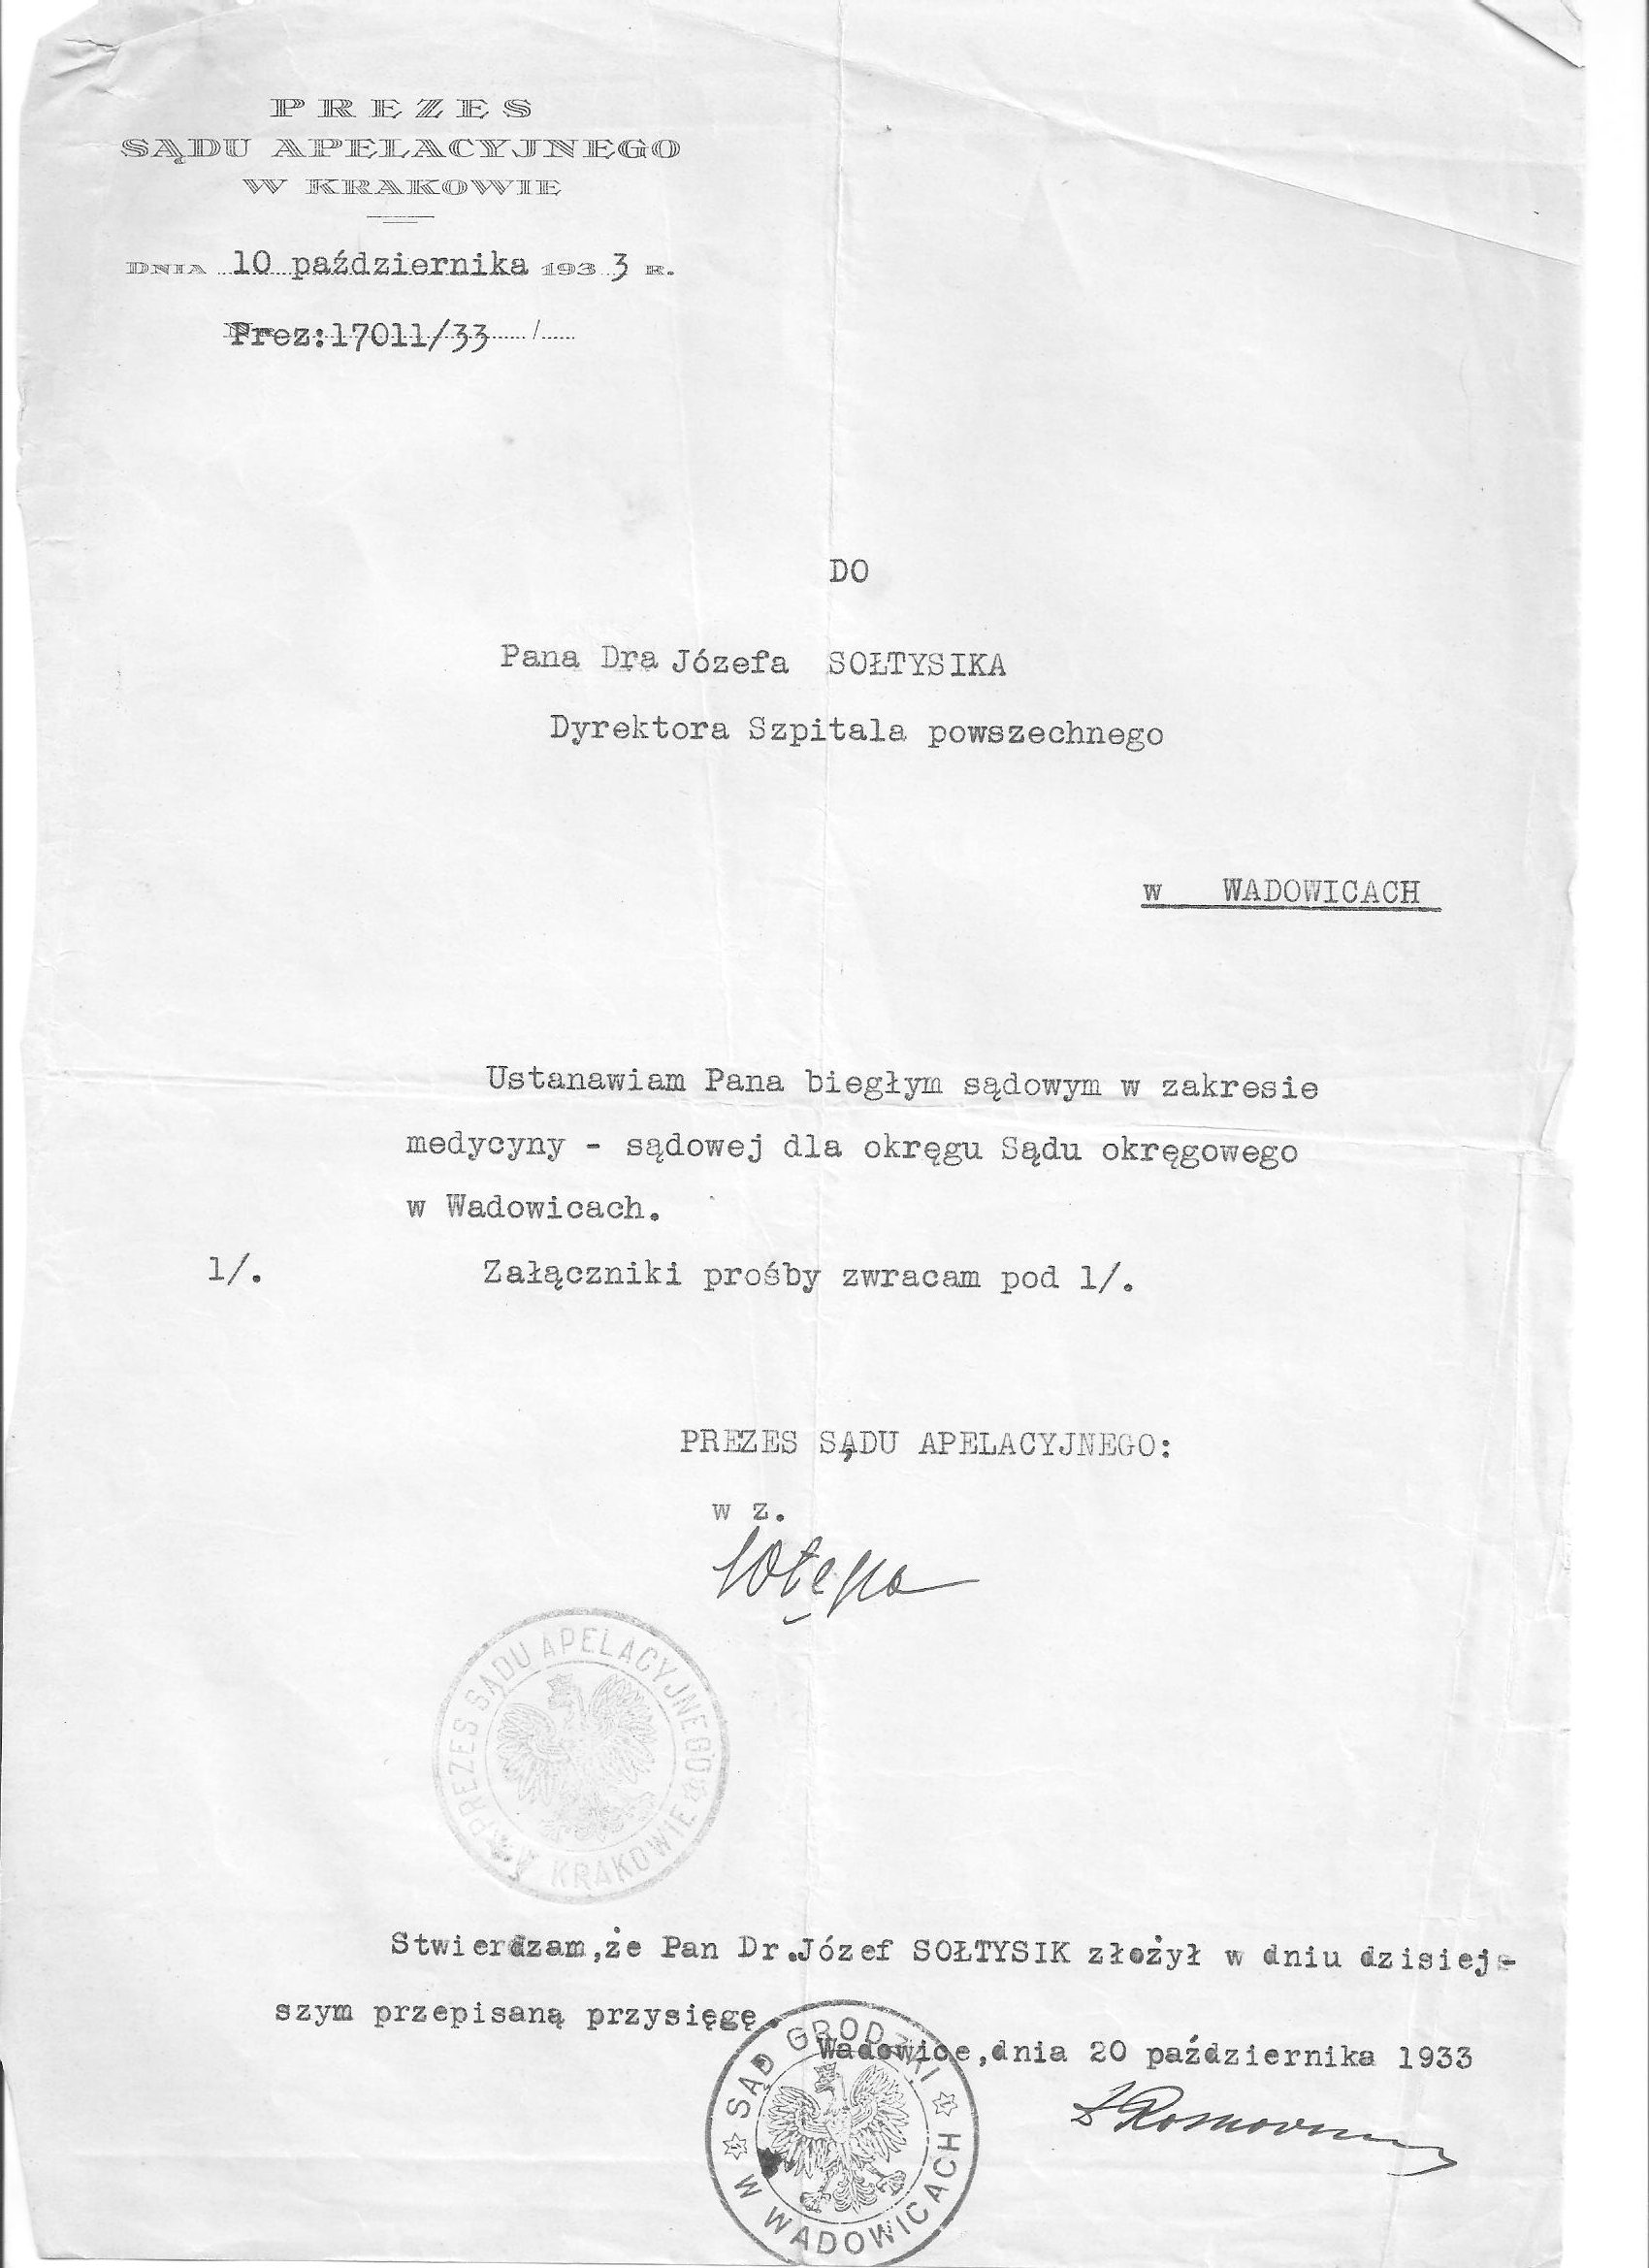 PREZES
SĄDU APELACYJNEGO
W KRAKOWIE
DNIA 10 października 1933 R.
Prez:17011/33 /
DO
Pana Dra Józefa SOŁTYSIKA
Dyrektora Szpitala powszechnego
w WADOWICACH
Ustanawiam Pana biegłym sądowym w zakresie
medycyny - sądowej dla okręgu Sądu okręgowego
w Wadowicach.
1/. Załączniki prośby zwracam pod 1/.
PREZES SĄDU APELACYJNEGO:
w z.
PREZES SĄDU APELACYJNEGO W KRAKOWIE
Stwierdzam,że Pan Dr.Józef SOŁTYSIK złożył w dniu dzisiej-
szym przepisaną przysięgę.
Wadowice,dnia 20 października 1933
SĄD GRODZKI W WADOWICACH